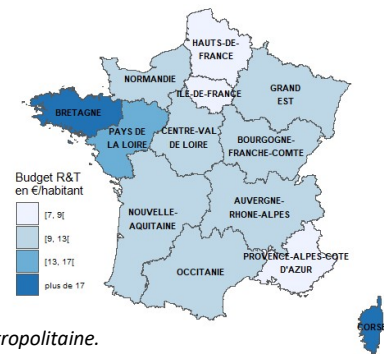 HAUTS-DE-
FRANCE
NORMANDIE
ILE-DE-FRANCE
GRAND
EST
BRETAGNE
PAYS DE
LA LOIRE
CENTRE-VAL
DE LOIRE
BOURGOGNE-
FRANCHE-COMTE
Budget R&T
en €/habitant
[7, 9[
[9, 13[
[13, 17[
plus de 17
NOUVELLE-
AQUITAINE
AUVERGNE-
RHONE-ALPES
OCCITANIE
PROVENCE-ALPES-COTE
D'AZUR
CORSE
ropolitaine.